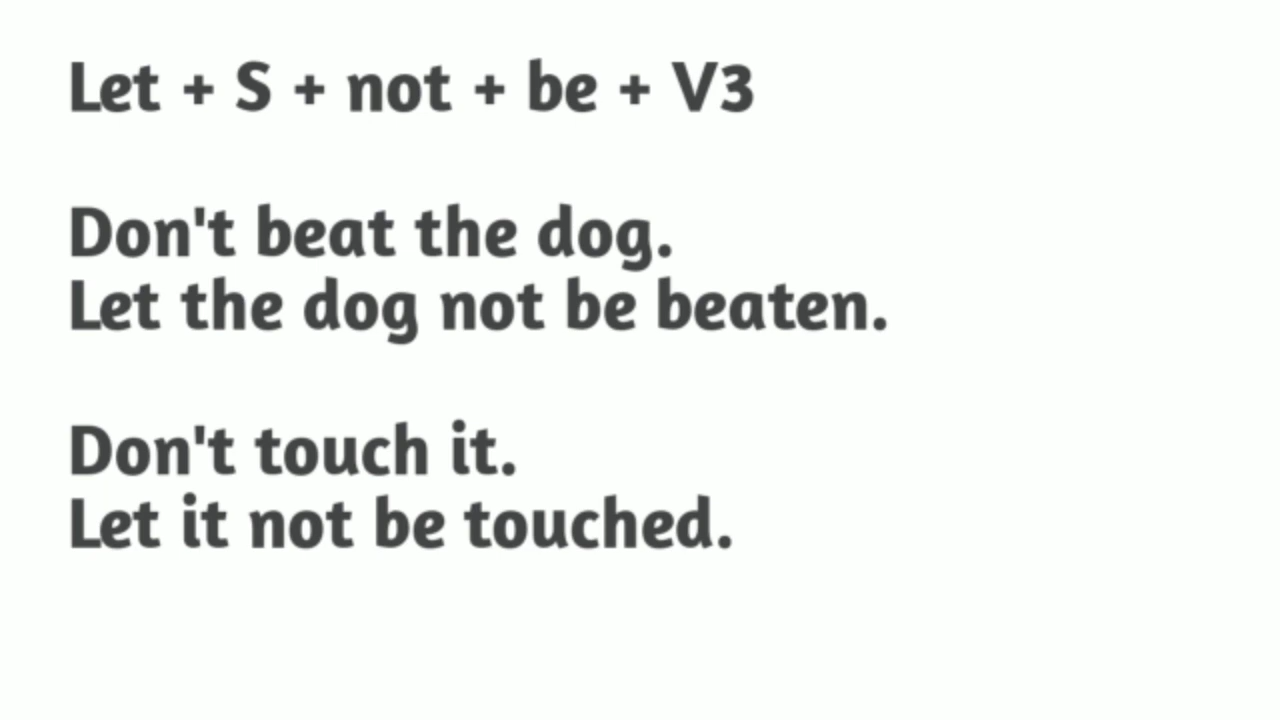 Let + S + not + be + V3
Don't beat the dog.
Let the dog not be beaten.
Don't touch it.
Let it not be touched.